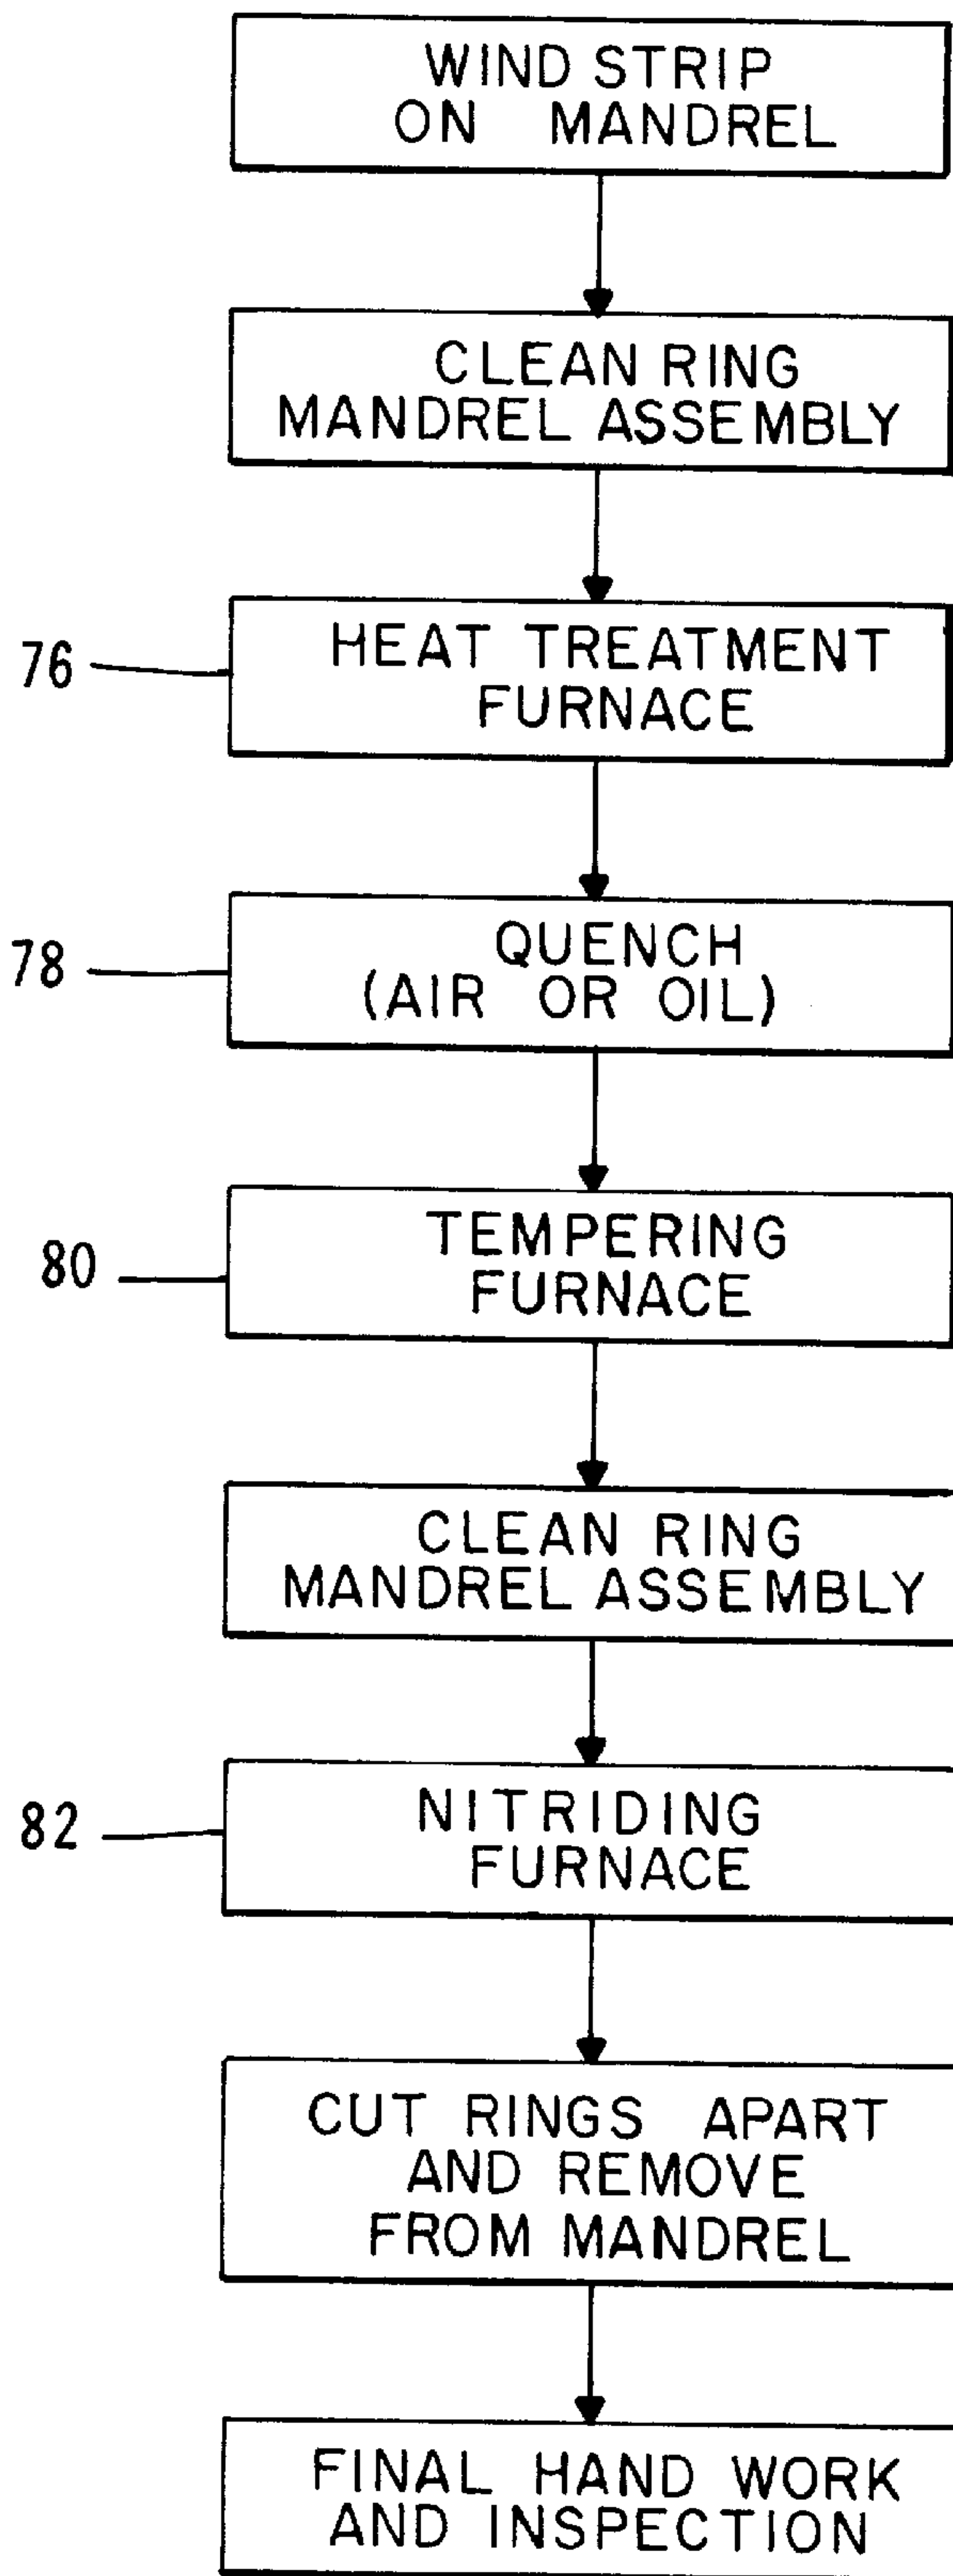 WIND STRIP
ON MANDREL
CLEAN RING
MANDREL ASSEMBLY
76
HEAT TREATMENT
FURNACE
78
QUENCH
(AIR OR OIL)
80
TEMPERING
FURNACE
CLEAN RING
MANDREL ASSEMBLY
82
NITRIDING
FURNACE
CUT RINGS APART
AND REMOVE
FROM MANDREL
FINAL HAND WORK
AND INSPECTION